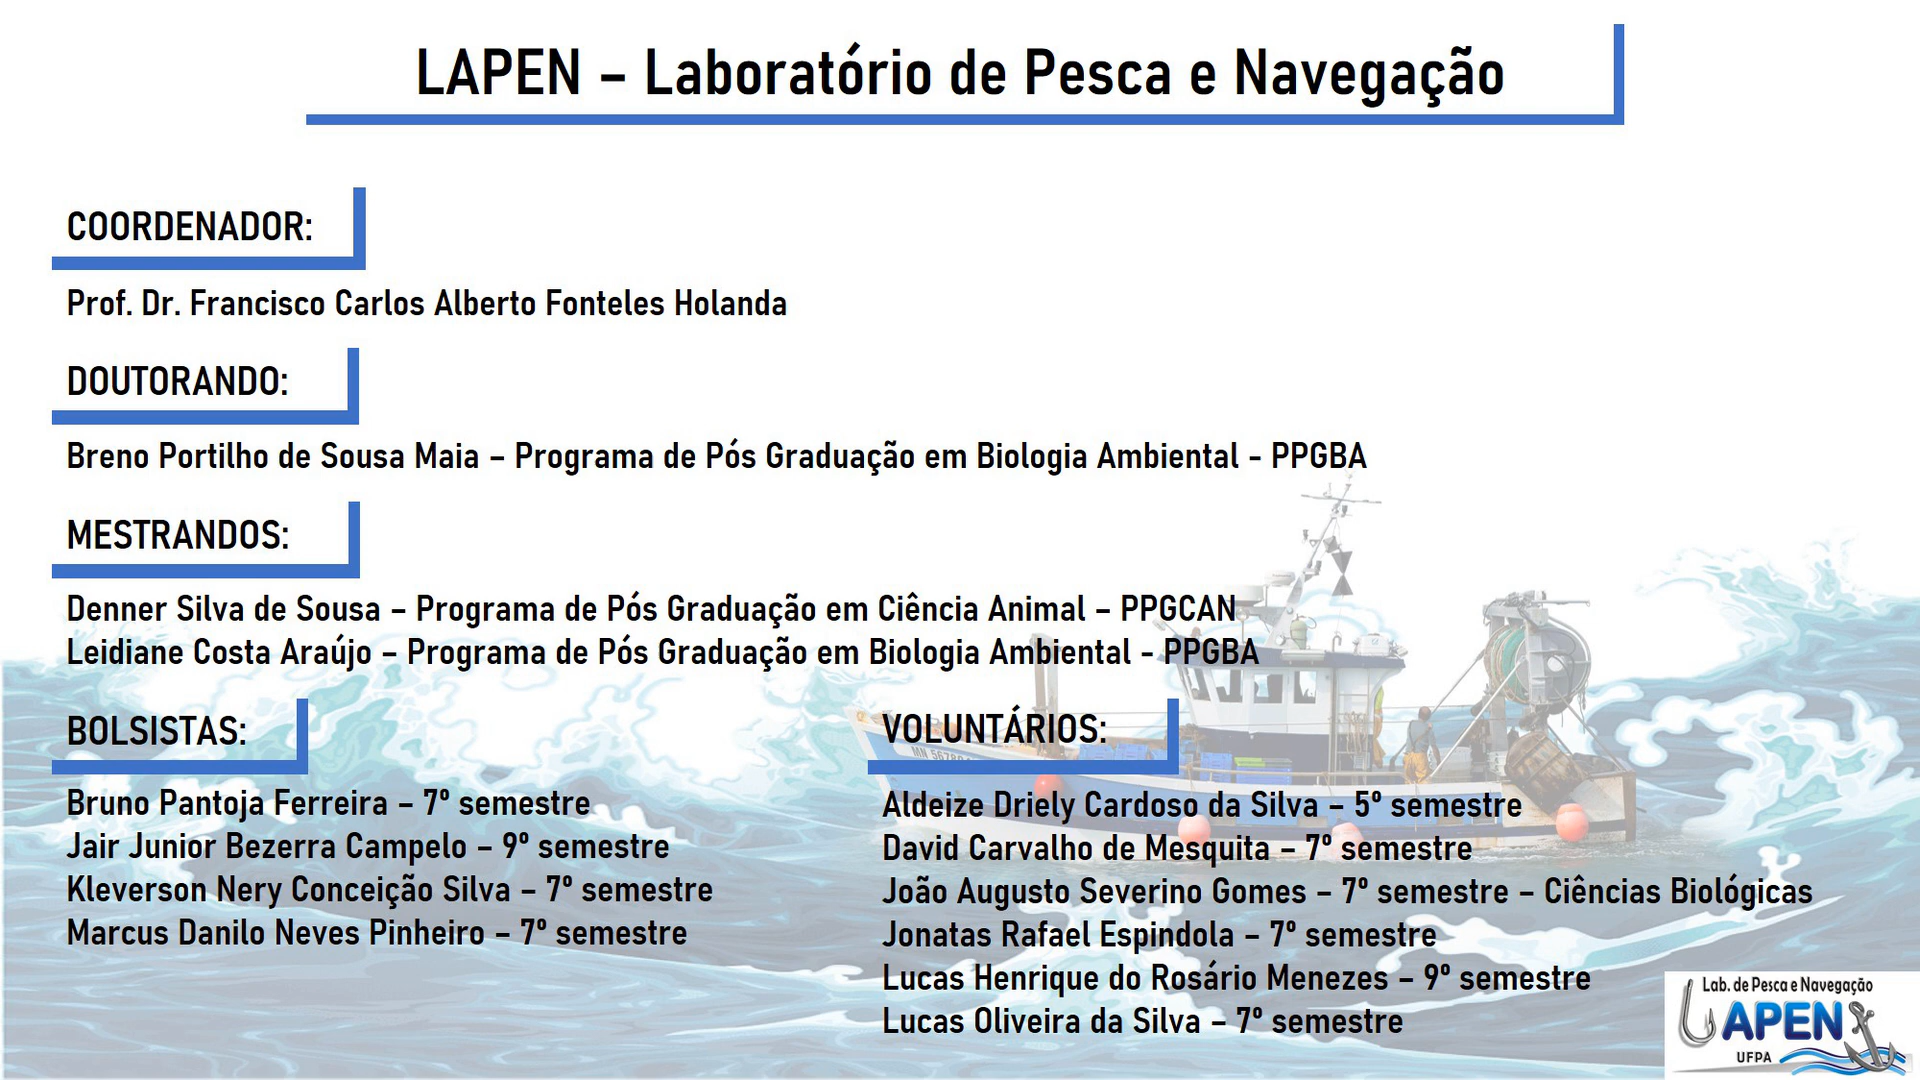 LAPEN – Laboratório de Pesca e Navegação
COORDENADOR:
Prof. Dr. Francisco Carlos Alberto Fonteles Holanda
DOUTORANDO:
Breno Portilho de Sousa Maia – Programa de Pós Graduação em Biologia Ambiental - PPGBA
MESTRANDOS:
Denner Silva de Sousa – Programa de Pós Graduação em Ciência Animal – PPGCAN
Leidiane Costa Araújo – Programa de Pós Graduação em Biologia Ambiental - PPGBA
BOLSISTAS:
Bruno Pantoja Ferreira – 7º semestre
Jair Junior Bezerra Campelo – 9º semestre
Kleverson Nery Conceição Silva – 7º semestre
Marcus Danilo Neves Pinheiro – 7º semestre
VOLUNTÁRIOS:
MN
Aldeize Driely Cardoso da Silva – 5º semestre
David Carvalho de Mesquita – 7º semestre
João Augusto Severino Gomes – 7º semestre – Ciências Biológicas
Jonatas Rafael Espindola – 7º semestre
Lucas Henrique do Rosário Menezes – 9º semestre
Lucas Oliveira da Silva – 7º semestre
Lab. de Pesca e Navegação
LAPEN
UFPA